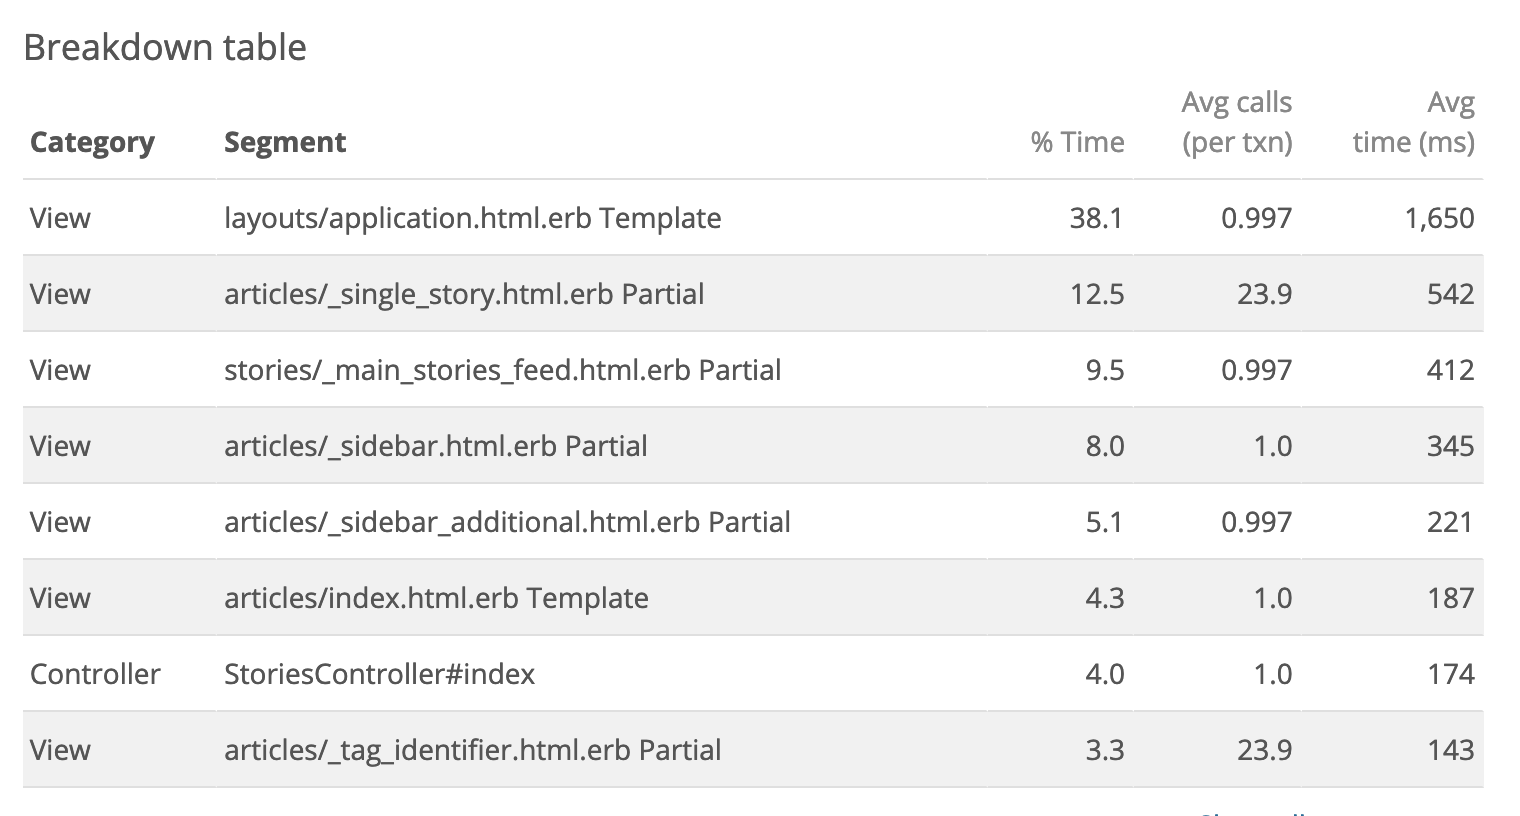 Breakdown table
Category Segment % Time Avg calls (per txn) Avg time (ms)
View layouts/application.html.erb Template 38.1 0.997 1,650
View articles/_single_story.html.erb Partial 12.5 23.9 542
View stories/_main_stories_feed.html.erb Partial 9.5 0.997 412
View articles/_sidebar.html.erb Partial 8.0 1.0 345
View articles/_sidebar_additional.html.erb Partial 5.1 0.997 221
View articles/index.html.erb Template 4.3 1.0 187
Controller StoriesController#index 4.0 1.0 174
View articles/_tag_identifier.html.erb Partial 3.3 23.9 143